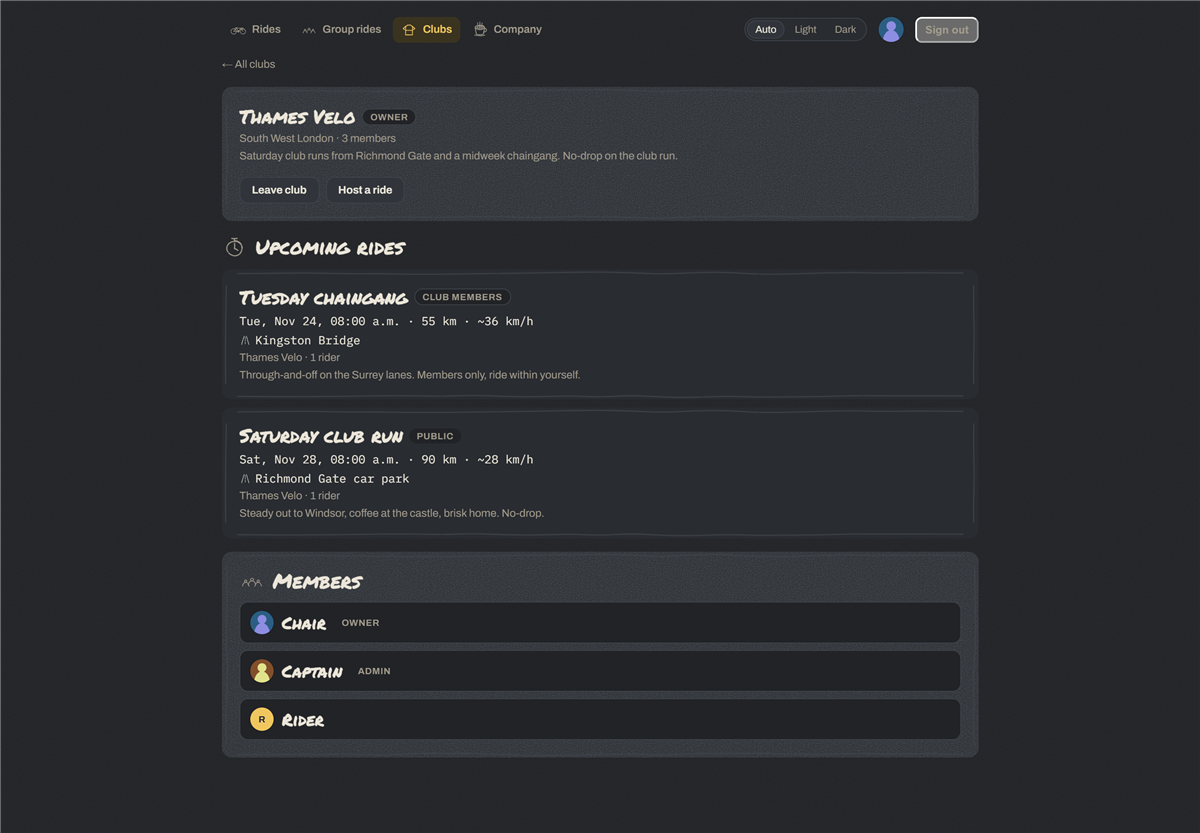 Rides Group rides Clubs Company Auto Light Dark Sign out
← All clubs
Thames Velo OWNER
South West London · 3 members
Saturday club runs from Richmond Gate and a midweek chaingang. No-drop on the club run.
Leave club Host a ride
Upcoming rides
Tuesday chaingang CLUB MEMBERS
Tue, Nov 24, 08:00 a.m. · 55 km · ~36 km/h
Kingston Bridge
Thames Velo · 1 rider
Through-and-off on the Surrey lanes. Members only, ride within yourself.
Saturday club run PUBLIC
Sat, Nov 28, 08:00 a.m. · 90 km · ~28 km/h
Richmond Gate car park
Thames Velo · 1 rider
Steady out to Windsor, coffee at the castle, brisk home. No-drop.
Members
Chair OWNER
Captain ADMIN
R Rider